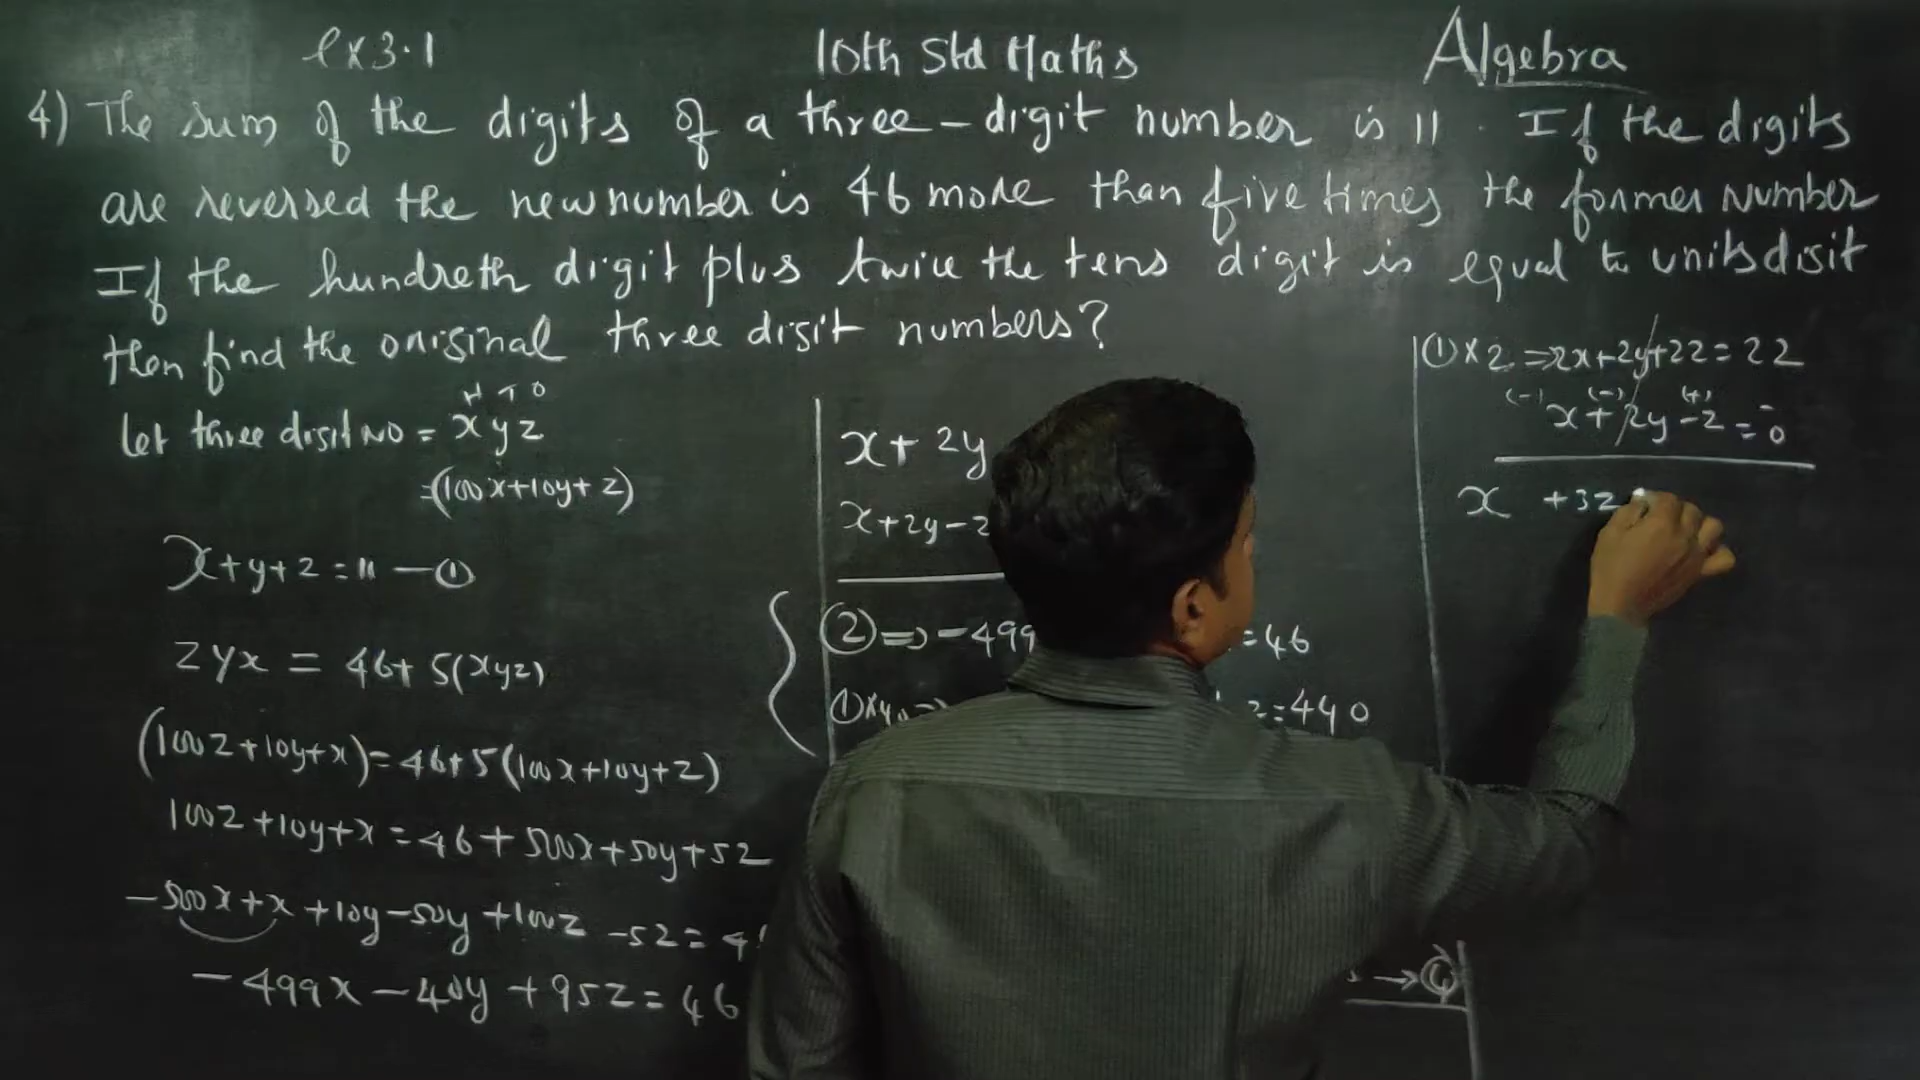 ex 3.1
10th Std Maths
Algebra
4) The sum of the digits of a three-digit number is 11. If the digits
are reversed the new number is 46 more than five times the former Number
If the hundreth digit plus twice the tens digit is equal to units disit
then find the original three disit numbers?
H T O
Let three disit NO = xyz
=(100x+10y+z)
x+y+z=11 — ①
zyx = 46+ 5(xyz)
(100z+10y+x)=46+5(100x+10y+z)
100z+10y+x=46+500x+50y+5z
-500x+x+10y-50y+100z-5z=4
-499x-40y+95z=46
x+2y
x+2y-z
②⇒-499 =46
①×40⇒ z=440
→④
①×2⇒2x+2y+2z=22
(-) (-) (+) -
x+2y-z=0
x +3z